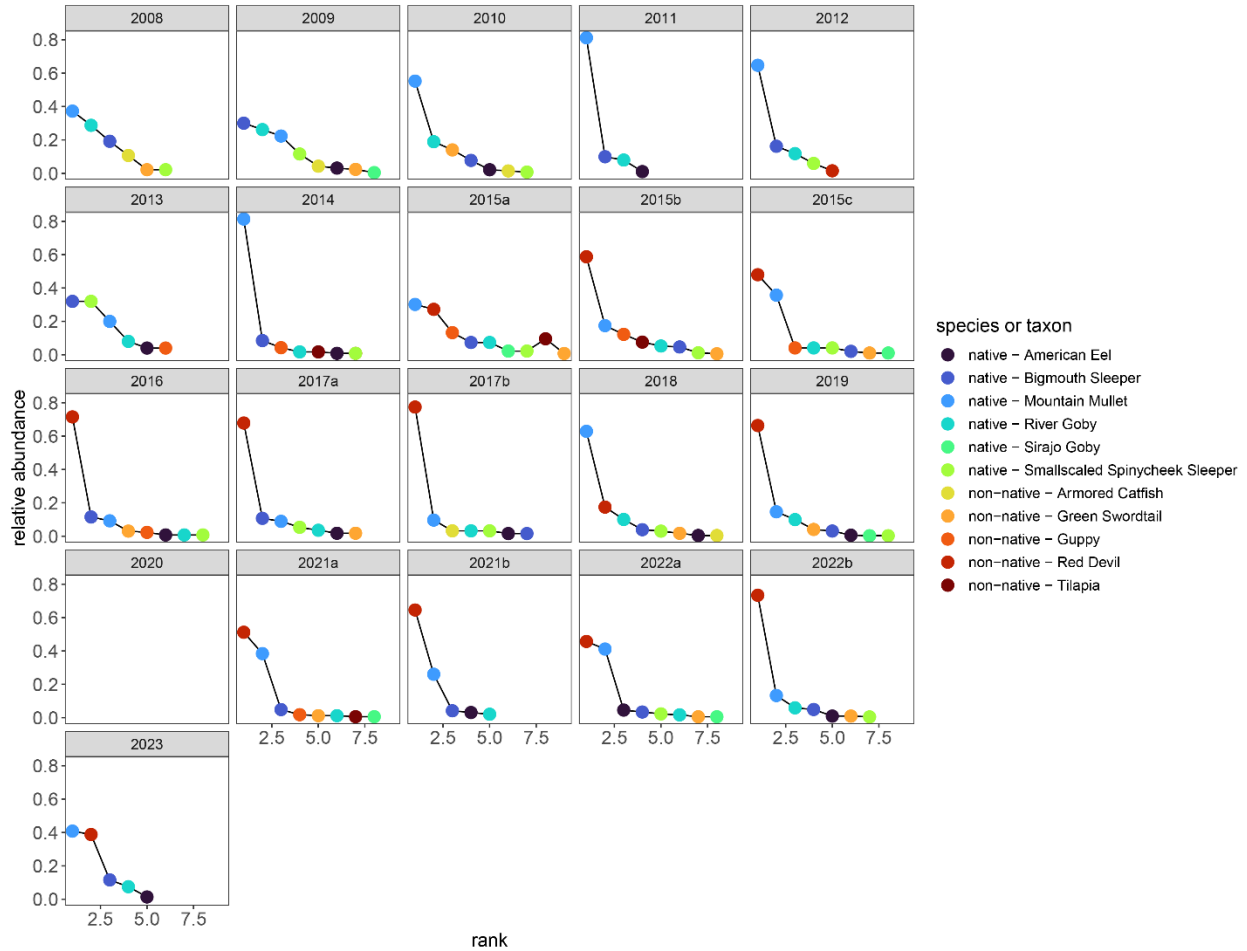 2008 2009 2010 2011 2012
0.8
0.6
0.4
0.2
0.0
2013 2014 2015a 2015b 2015c
0.8
0.6
0.4
0.2
0.0
2016 2017a 2017b 2018 2019
0.8
0.6
0.4
0.2
0.0
2020 2021a 2021b 2022a 2022b
0.8
0.6
0.4
0.2
0.0
2.5 5.0 7.5 2.5 5.0 7.5 2.5 5.0 7.5 2.5 5.0 7.5
2023
0.8
0.6
0.4
0.2
0.0
2.5 5.0 7.5
relative abundance
rank
species or taxon
native − American Eel
native − Bigmouth Sleeper
native − Mountain Mullet
native − River Goby
native − Sirajo Goby
native − Smallscaled Spinycheek Sleeper
non−native − Armored Catfish
non−native − Green Swordtail
non−native − Guppy
non−native − Red Devil
non−native − Tilapia